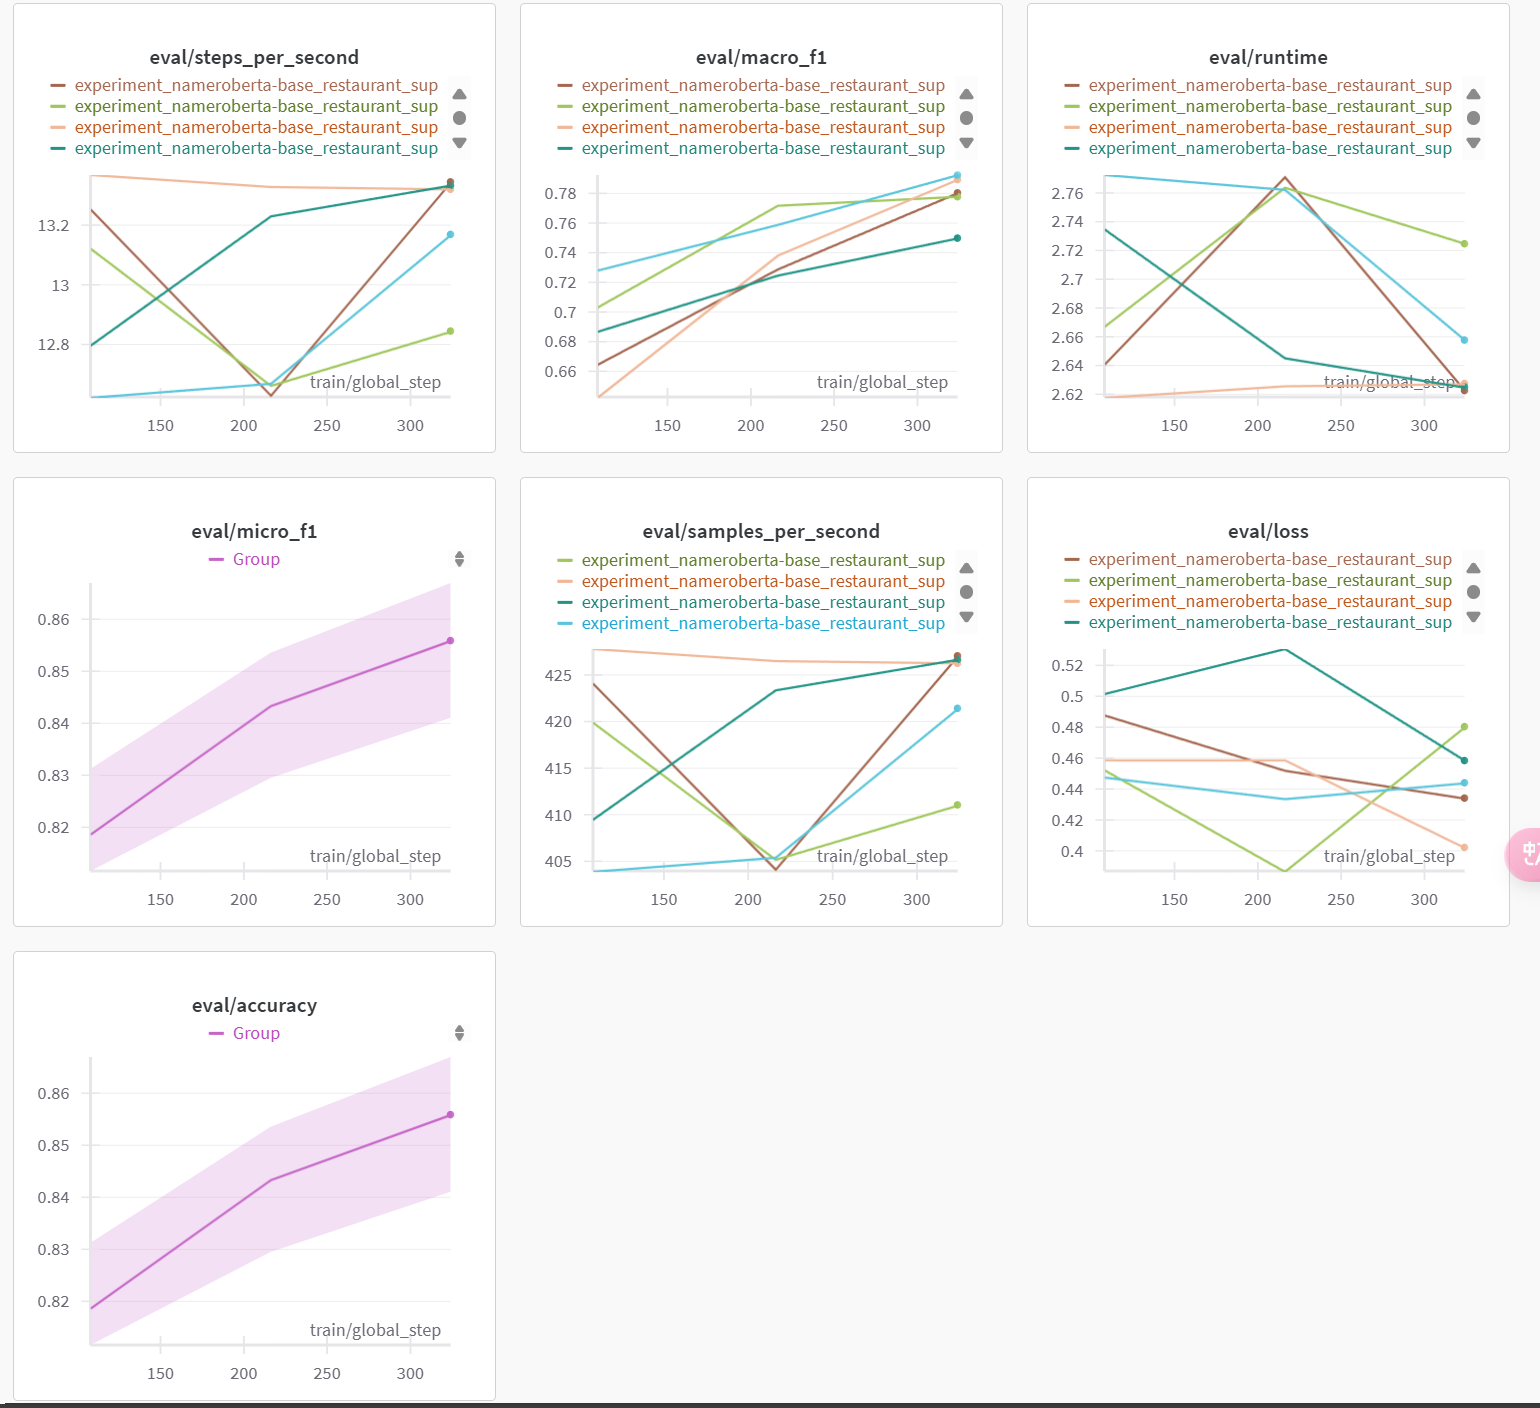 eval/steps_per_second
experiment_nameroberta-base_restaurant_sup
experiment_nameroberta-base_restaurant_sup
experiment_nameroberta-base_restaurant_sup
experiment_nameroberta-base_restaurant_sup
13.2
13
12.8
train/global_step
150 200 250 300
eval/macro_f1
experiment_nameroberta-base_restaurant_sup
experiment_nameroberta-base_restaurant_sup
experiment_nameroberta-base_restaurant_sup
experiment_nameroberta-base_restaurant_sup
0.78
0.76
0.74
0.72
0.7
0.68
0.66
train/global_step
150 200 250 300
eval/runtime
experiment_nameroberta-base_restaurant_sup
experiment_nameroberta-base_restaurant_sup
experiment_nameroberta-base_restaurant_sup
experiment_nameroberta-base_restaurant_sup
2.76
2.74
2.72
2.7
2.68
2.66
2.64
2.62
train/global_step
150 200 250 300
eval/micro_f1
Group
0.86
0.85
0.84
0.83
0.82
train/global_step
150 200 250 300
eval/samples_per_second
experiment_nameroberta-base_restaurant_sup
experiment_nameroberta-base_restaurant_sup
experiment_nameroberta-base_restaurant_sup
experiment_nameroberta-base_restaurant_sup
425
420
415
410
405
train/global_step
150 200 250 300
eval/loss
experiment_nameroberta-base_restaurant_sup
experiment_nameroberta-base_restaurant_sup
experiment_nameroberta-base_restaurant_sup
experiment_nameroberta-base_restaurant_sup
0.52
0.5
0.48
0.46
0.44
0.42
0.4
train/global_step
150 200 250 300
eval/accuracy
Group
0.86
0.85
0.84
0.83
0.82
train/global_step
150 200 250 300